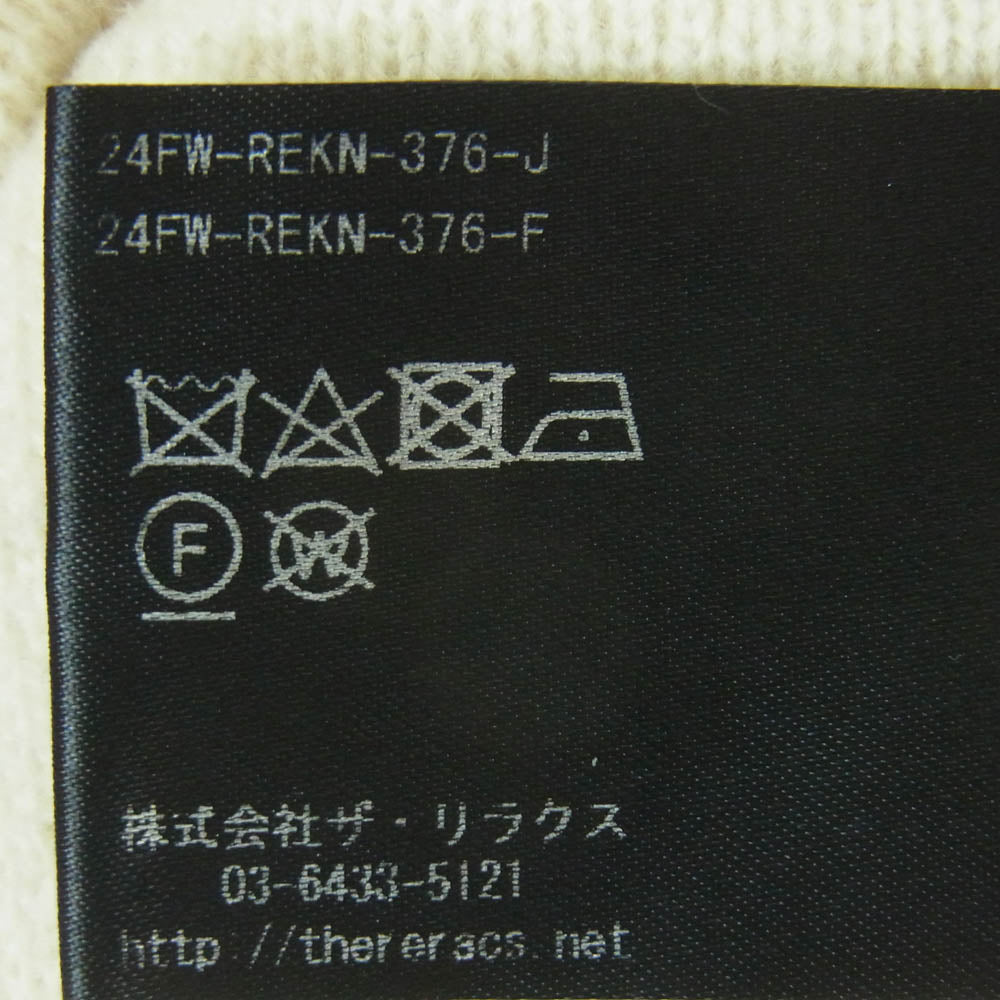 24FW-REKN-376-J
24FW-REKN-376-F
F W
株式会社ザ・リラクス
03-6433-5121
http://thereracs.net